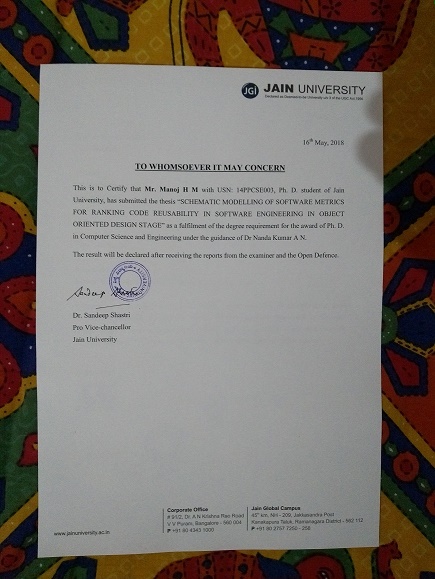 JGI JAIN UNIVERSITY
Declared as Deemed-to-be University u/s 3 of the UGC Act 1956
16th May, 2018
TO WHOMSOEVER IT MAY CONCERN
This is to Certify that Mr. Manoj H M with USN: 14PPCSE003, Ph. D. student of Jain
University, has submitted the thesis “SCHEMATIC MODELLING OF SOFTWARE METRICS
FOR RANKING CODE REUSABILITY IN SOFTWARE ENGINEERING IN OBJECT
ORIENTED DESIGN STAGE” as a fulfilment of the degree requirement for the award of Ph. D.
in Computer Science and Engineering under the guidance of Dr Nanda Kumar A N.
The result will be declared after receiving the reports from the examiner and the Open Defence.
Sandeep Shastri
Dr. Sandeep Shastri
Pro Vice-chancellor
Jain University
www.jainuniversity.ac.in
Corporate Office
# 91/2, Dr. A N Krishna Rao Road
V V Puram, Bangalore - 560 004
P +91 80 4343 1000
Jain Global Campus
45th km, NH - 209, Jakkasandra Post
Kanakapura Taluk, Ramanagara District - 562 112
P +91 80 2757 7250 - 258